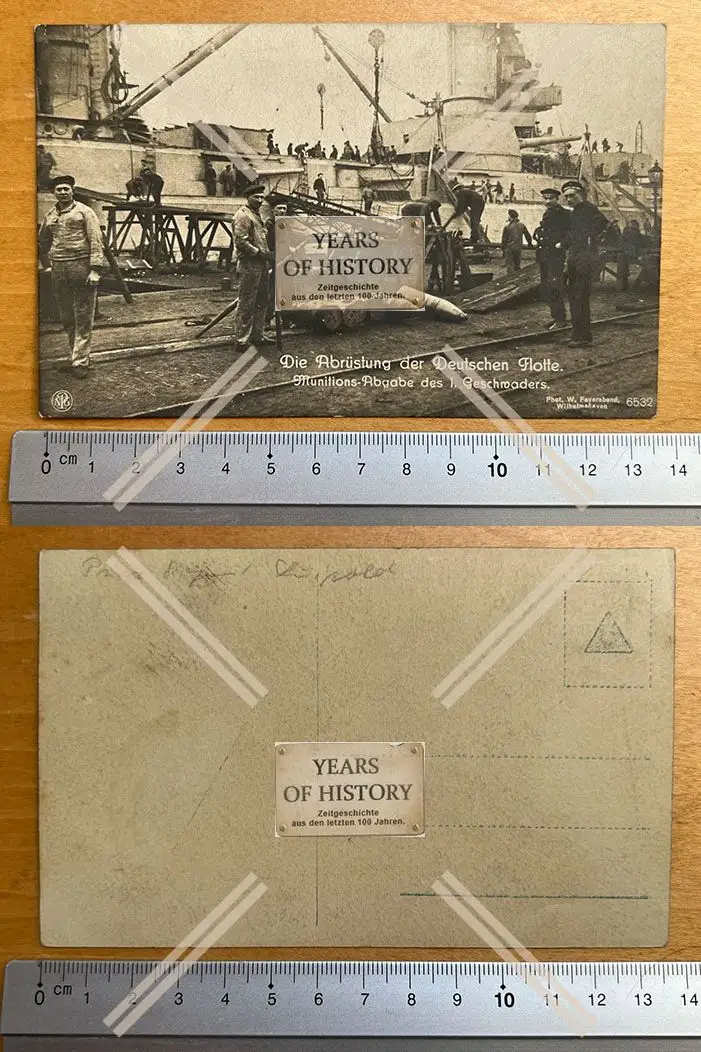 YEARS
OF HISTORY
Zeitgeschichte
aus den letzten 100 Jahren.
Die Abrüstung der Deutschen Flotte.
Munitions-Abgabe des I. Geschwaders.
Phot. W. Feyerabend,
Wilhelmshaven
6532
0 cm 1 2 3 4 5 6 7 8 9 10 11 12 13 14
YEARS
OF HISTORY
Zeitgeschichte
aus den letzten 100 Jahren.
0 cm 1 2 3 4 5 6 7 8 9 10 11 12 13 14